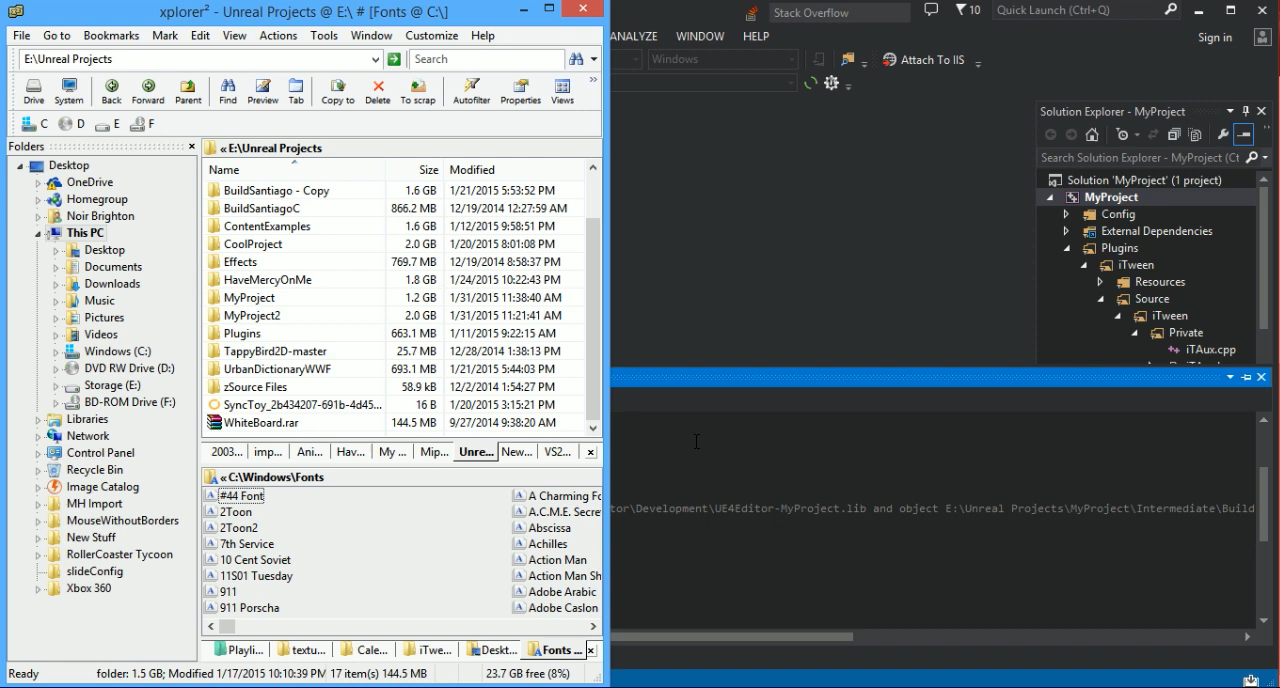 xplorer² - Unreal Projects @ E:\ # [Fonts @ C:\]
File Go to Bookmarks Mark Edit View Actions Tools Window Customize Help
E:\Unreal Projects
Search
Drive System Back Forward Parent Find Preview Tab Copy to Delete To scrap Autofilter Properties Views
C D E F
Folders
Desktop
OneDrive
Homegroup
Noir Brighton
This PC
Desktop
Documents
Downloads
Music
Pictures
Videos
Windows (C:)
DVD RW Drive (D:)
Storage (E:)
BD-ROM Drive (F:)
Libraries
Network
Control Panel
Recycle Bin
Image Catalog
MH Import
MouseWithoutBorders
New Stuff
RollerCoaster Tycoon
slideConfig
Xbox 360
« E:\Unreal Projects
Name Size Modified
BuildSantiago - Copy 1.6 GB 1/21/2015 5:53:52 PM
BuildSantiagoC 866.2 MB 12/19/2014 12:27:59 AM
ContentExamples 1.6 GB 1/12/2015 9:58:51 PM
CoolProject 2.0 GB 1/20/2015 8:01:08 PM
Effects 769.7 MB 12/19/2014 8:58:37 PM
HaveMercyOnMe 1.8 GB 1/24/2015 10:22:43 PM
MyProject 1.2 GB 1/31/2015 11:38:40 AM
MyProject2 2.0 GB 1/31/2015 11:21:41 AM
Plugins 663.1 MB 1/11/2015 9:22:15 AM
TappyBird2D-master 25.7 MB 12/28/2014 1:38:13 PM
UrbanDictionaryWWF 693.1 MB 1/21/2015 5:44:03 PM
zSource Files 58.9 kB 12/2/2014 1:54:27 PM
SyncToy_2b434207-691b-4d45... 16 B 1/20/2015 3:15:21 PM
WhiteBoard.rar 144.5 MB 9/27/2014 9:38:20 AM
2003... imp... Ani... Hav... My ... Mip... Unre... New... VS2...
« C:\Windows\Fonts
#44 Font A Charming Fo
2Toon A.C.M.E. Secre
2Toon2 Abscissa
7th Service Achilles
10 Cent Soviet Action Man
11S01 Tuesday Action Man Sh
911 Adobe Arabic
911 Porscha Adobe Caslon
Playli... textu... Cale... iTwe... Deskt... Fonts ...
Ready folder: 1.5 GB; Modified 1/17/2015 10:10:39 PM 17 item(s) 144.5 MB 23.7 GB free (8%)
Stack Overflow 10 Quick Launch (Ctrl+Q)
ANALYZE WINDOW HELP Sign in
Windows Attach To IIS
Solution Explorer - MyProject
Search Solution Explorer - MyProject (Ct
Solution 'MyProject' (1 project)
MyProject
Config
External Dependencies
Plugins
iTween
Resources
Source
iTween
Private
iTAux.cpp
tor\Development\UE4Editor-MyProject.lib and object E:\Unreal Projects\MyProject\Intermediate\Build